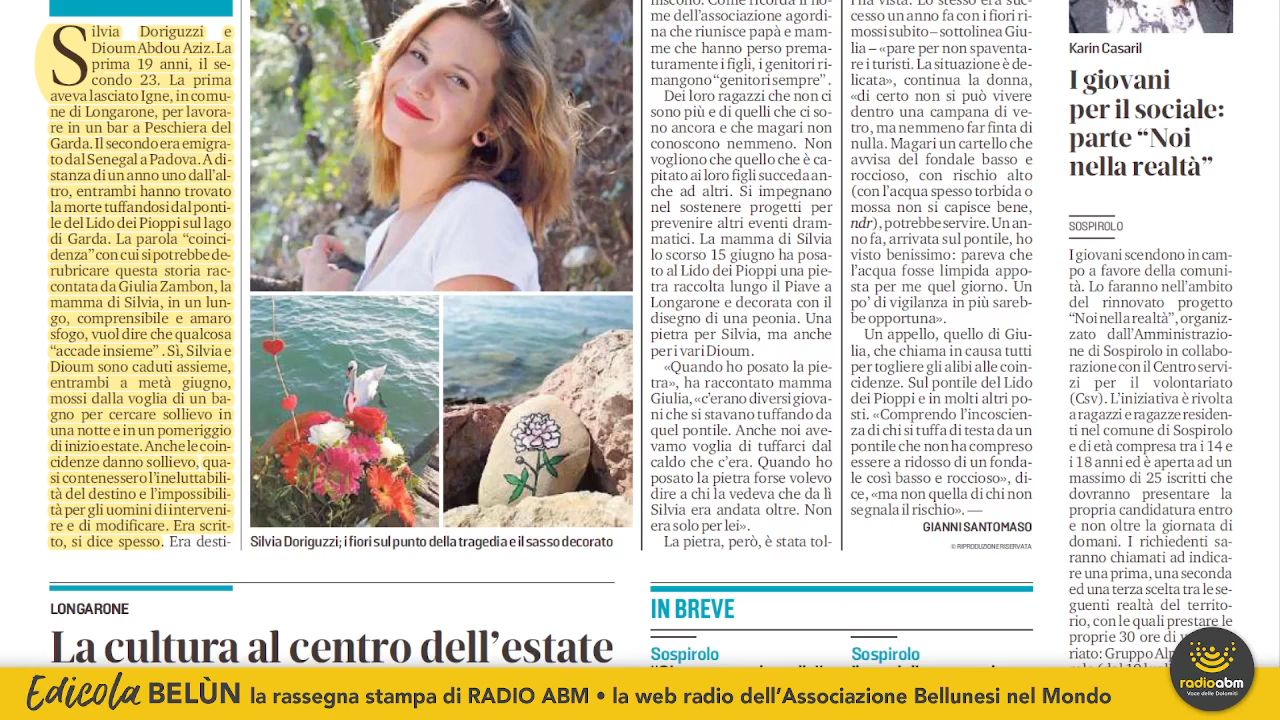 Silvia Doriguzzi e
Dioum Abdou Aziz. La
prima 19 anni, il se-
condo 23. La prima
aveva lasciato Igne, in comu-
ne di Longarone, per lavora-
re in un bar a Peschiera del
Garda. Il secondo era emigra-
to dal Senegal a Padova. A di-
stanza di un anno uno dall'al-
tro, entrambi hanno trovato
la morte tuffandosi dal ponti-
le del Lido dei Pioppi sul lago
di Garda. La parola “coinci-
denza” con cui si potrebbe de-
rubricare questa storia rac-
contata da Giulia Zambon, la
mamma di Silvia, in un lun-
go, comprensibile e amaro
sfogo, vuol dire che qualcosa
“accade insieme” . Sì, Silvia e
Dioum sono caduti assieme,
entrambi a metà giugno,
mossi dalla voglia di un ba-
gno per cercare sollievo in
una notte e in un pomeriggio
di inizio estate. Anche le coin-
cidenze danno sollievo, qua-
si contenessero l'ineluttabili-
tà del destino e l'impossibili-
tà per gli uomini di interveni-
re e di modificare. Era scrit-
to, si dice spesso. Era desti-
Silvia Doriguzzi; i fiori sul punto della tragedia e il sasso decorato
niscono. Come ricorda il no-
me dell'associazione agordi-
na che riunisce papà e mam-
me che hanno perso prema-
turamente i figli, i genitori ri-
mangono “genitori sempre” .
Dei loro ragazzi che non ci
sono più e di quelli che ci so-
no ancora e che magari non
conoscono nemmeno. Non
vogliono che quello che è ca-
pitato ai loro figli succeda an-
che ad altri. Si impegnano
nel sostenere progetti per
prevenire altri eventi dram-
matici. La mamma di Silvia
lo scorso 15 giugno ha posa-
to al Lido dei Pioppi una pie-
tra raccolta lungo il Piave a
Longarone e decorata con il
disegno di una peonia. Una
pietra per Silvia, ma anche
per i vari Dioum.
«Quando ho posato la pie-
tra», ha raccontato mamma
Giulia, «c'erano diversi giova-
ni che si stavano tuffando da
quel pontile. Anche noi ave-
vamo voglia di tuffarci dal
caldo che c'era. Quando ho
posato la pietra forse volevo
dire a chi la vedeva che da lì
Silvia era andata oltre. Non
era solo per lei».
La pietra, però, è stata tol-
l'ha vista. Lo stesso era suc-
cesso un anno fa con i fiori ri-
mossi subito – sottolinea Giu-
lia – «pare per non spaventa-
re i turisti. La situazione è de-
licata», continua la donna,
«di certo non si può vivere
dentro una campana di ve-
tro, ma nemmeno far finta di
nulla. Magari un cartello che
avvisa del fondale basso e
roccioso, con rischio alto
(con l'acqua spesso torbida o
mossa non si capisce bene,
ndr), potrebbe servire. Un an-
no fa, arrivata sul pontile, ho
visto benissimo: pareva che
l'acqua fosse limpida appo-
sta per me quel giorno. Un
po' di vigilanza in più sareb-
be opportuna».
Un appello, quello di Giu-
lia, che chiama in causa tutti
per togliere gli alibi alle coin-
cidenze. Sul pontile del Lido
dei Pioppi e in molti altri po-
sti. «Comprendo l'incoscien-
za di chi si tuffa di testa da un
pontile che non ha compreso
essere a ridosso di un fonda-
le così basso e roccioso», di-
ce, «ma non quella di chi non
segnala il rischio». —
GIANNI SANTOMASO
© RIPRODUZIONE RISERVATA
Karin Casaril
I giovani
per il sociale:
parte “Noi
nella realtà”
SOSPIROLO
I giovani scendono in cam-
po a favore della comuni-
tà. Lo faranno nell'ambito
del rinnovato progetto
“Noi nella realtà”, organiz-
zato dall'Amministrazio-
ne di Sospirolo in collabo-
razione con il Centro servi-
zi per il volontariato
(Csv). L'iniziativa è rivolta
a ragazzi e ragazze residen-
ti nel comune di Sospirolo
e di età compresa tra i 14 e
i 18 anni ed è aperta ad un
massimo di 25 iscritti che
dovranno presentare la
propria candidatura entro
e non oltre la giornata di
domani. I richiedenti sa-
ranno chiamati ad indica-
re una prima, una seconda
ed una terza scelta tra le se-
guenti realtà del territo-
rio, con le quali prestare le
proprie 30 ore di
riato: Gruppo
LONGARONE
La cultura al centro dell'estate
IN BREVE
Sospirolo
Sospirolo
Edicola BELÙN la rassegna stampa di RADIO ABM • la web radio dell'Associazione Bellunesi nel Mondo
radioabm
Voce delle Dolomiti